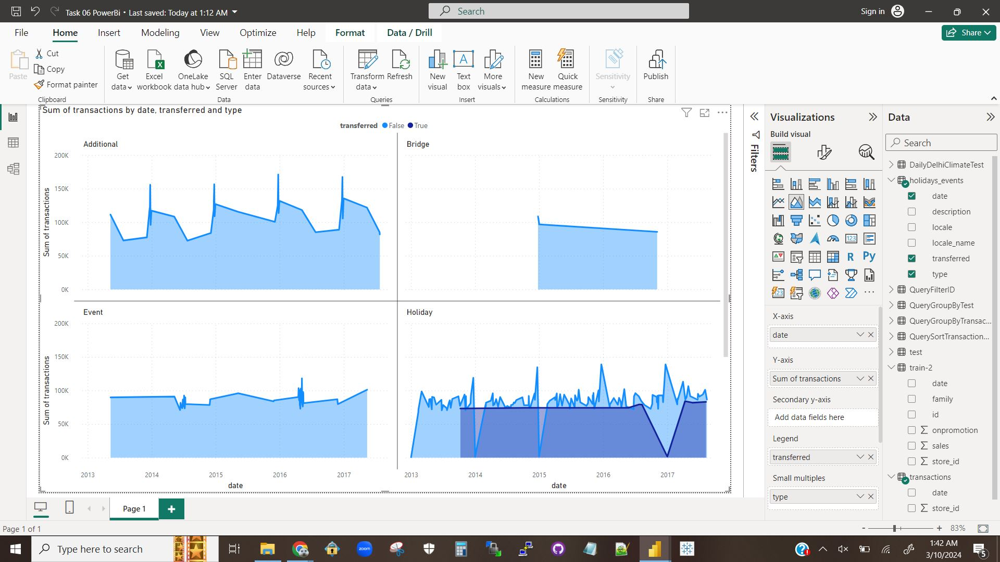 Task 06 PowerBi • Last saved: Today at 1:12 AM
Search
Sign in
File
Home
Insert
Modeling
View
Optimize
Help
Format
Data / Drill
Share
Paste
Cut
Copy
Format painter
Clipboard
Get data
Excel workbook
OneLake data hub
SQL Server
Enter data
Dataverse
Recent sources
Data
Transform data
Refresh
Queries
New visual
Text box
More visuals
Insert
New measure
Quick measure
Calculations
Sensitivity
Sensitivity
Publish
Share
Sum of transactions by date, transferred and type
transferred False True
Additional
200K
150K
100K
50K
0K
Sum of transactions
Bridge
Event
200K
150K
100K
50K
0K
Sum of transactions
2013 2014 2015 2016 2017
date
Holiday
2013 2014 2015 2016 2017
date
Filters
Visualizations
Build visual
123
R
Py
123
X-axis
date
Y-axis
Sum of transactions
Secondary y-axis
Add data fields here
Legend
transferred
Small multiples
type
Data
Search
DailyDelhiClimateTest
holidays_events
date
description
locale
locale_name
transferred
type
QueryFilterID
QueryGroupByTest
QueryGroupByTransac...
QuerySortTransaction...
test
train-2
date
family
id
onpromotion
sales
store_id
transactions
date
store_id
Page 1
Page 1 of 1
83%
Type here to search
zoom
1:42 AM
3/10/2024
5